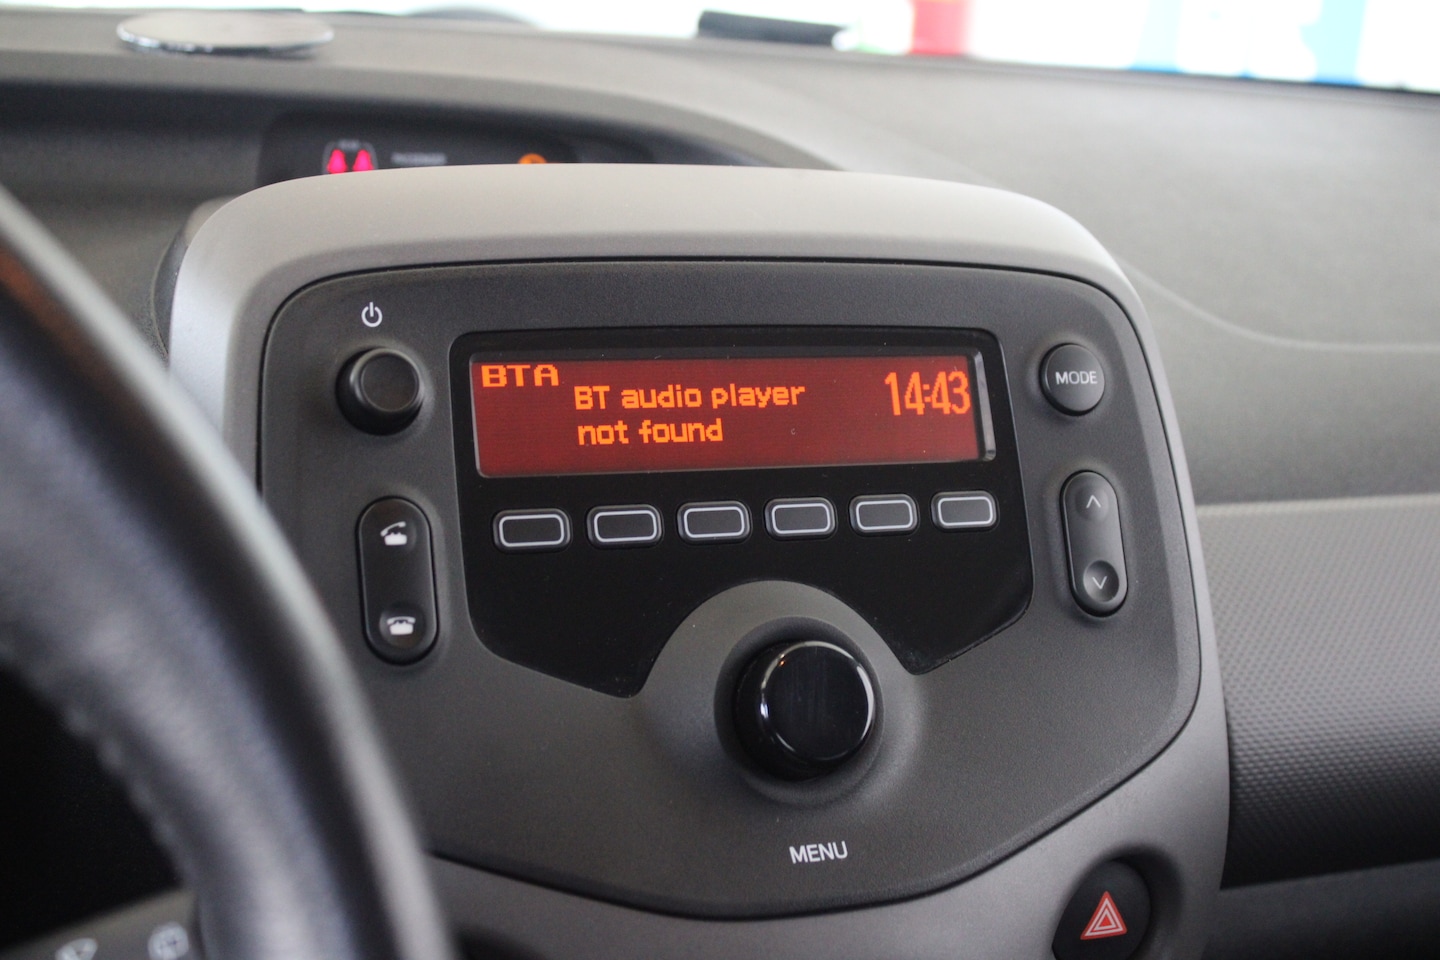 BTA
BT audio player
not found
14:43
MODE
MENU